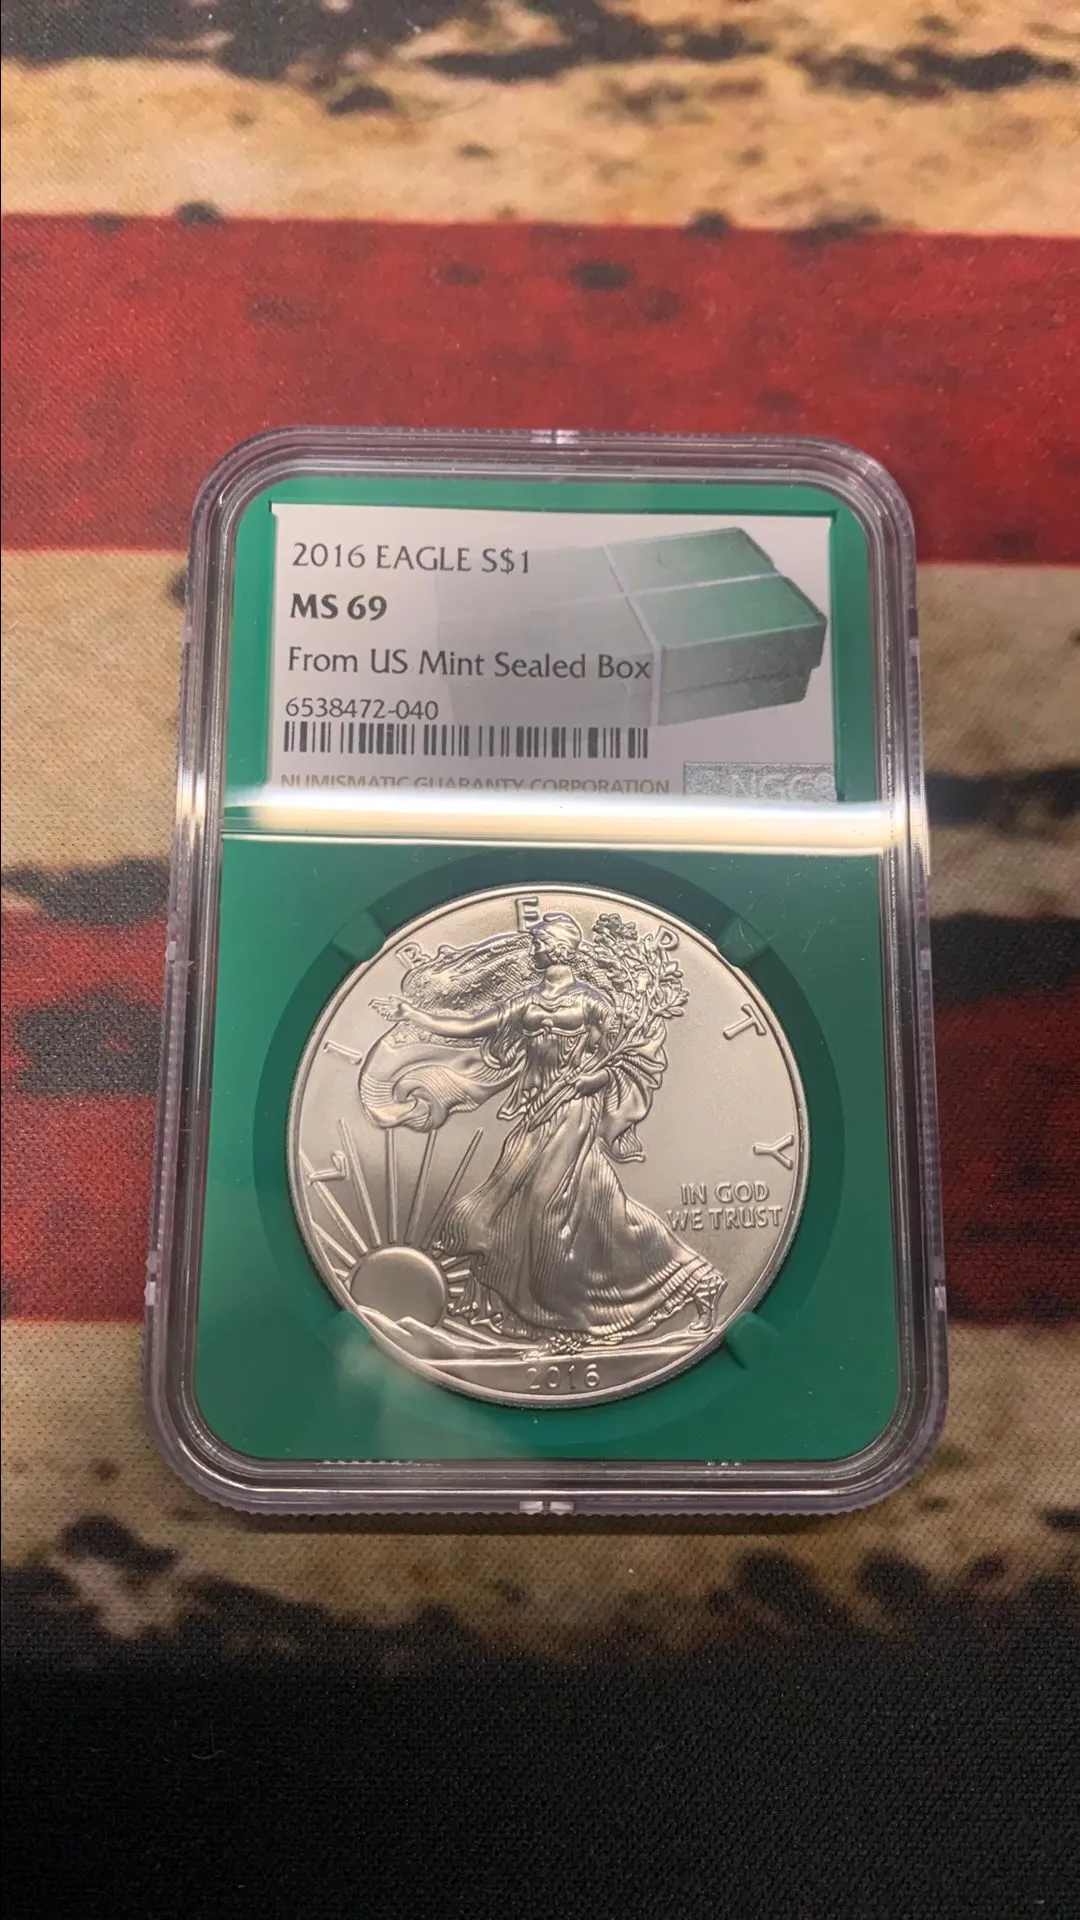 2016 EAGLE S$1
MS 69
From US Mint Sealed Box
6538472-040
NUMISMATIC GUARANTY CORPORATION
NGC
LIBERTY
IN GOD
WE TRUST
2016